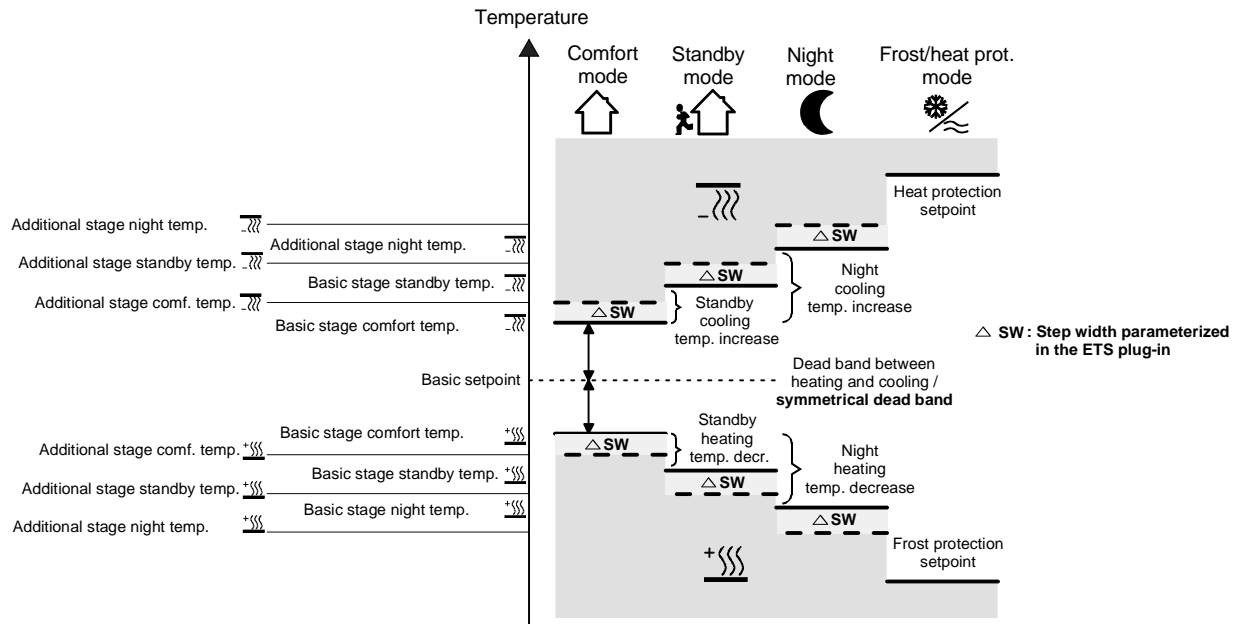 Temperature
Comfort
mode
Standby
mode
Night
mode
Frost/heat prot.
mode
Heat protection
setpoint
Additional stage night temp.
Additional stage night temp.
Additional stage standby temp.
Basic stage standby temp.
Additional stage comf. temp.
Basic stage comfort temp.
△ SW
△ SW
△ SW
Standby
cooling
temp. increase
Night
cooling
temp. increase
△ SW : Step width parameterized
in the ETS plug-in
Basic setpoint
Dead band between
heating and cooling /
symmetrical dead band
Basic stage comfort temp.
Additional stage comf. temp.
Basic stage standby temp.
Additional stage standby temp.
Basic stage night temp.
Additional stage night temp.
△ SW
Standby
heating
temp. decr.
Night
heating
temp. decrease
△ SW
△ SW
Frost protection
setpoint